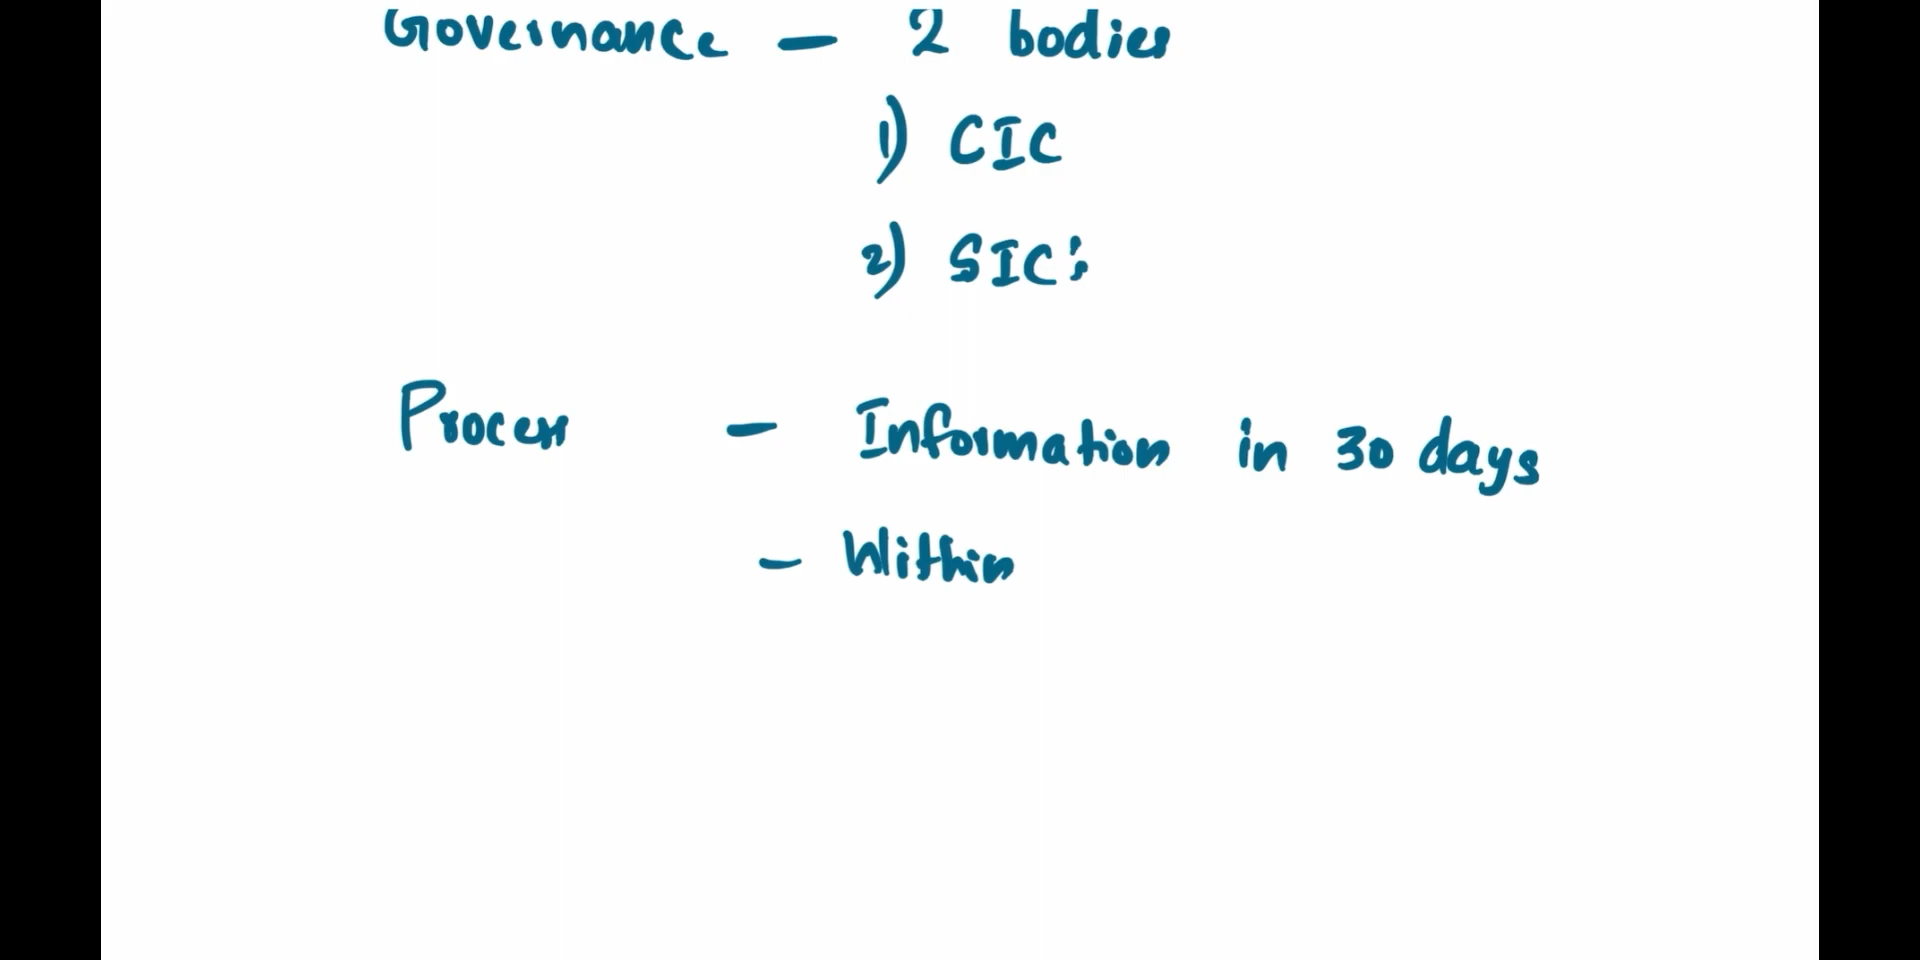 Governance — 2 bodies
1) CIC
2) SIC's
Process — Information in 30 days
— Within